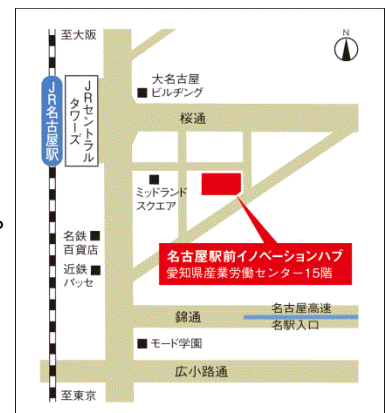 至大阪
N
大名古屋
ビルヂング
JR名古屋駅
JRセントラル
タワーズ
桜通
ミッドランド
スクエア
名鉄
百貨店
近鉄
パッセ
名古屋駅前イノベーションハブ
愛知県産業労働センター15階
錦通
名古屋高速
名駅入口
モード学園
広小路通
至東京